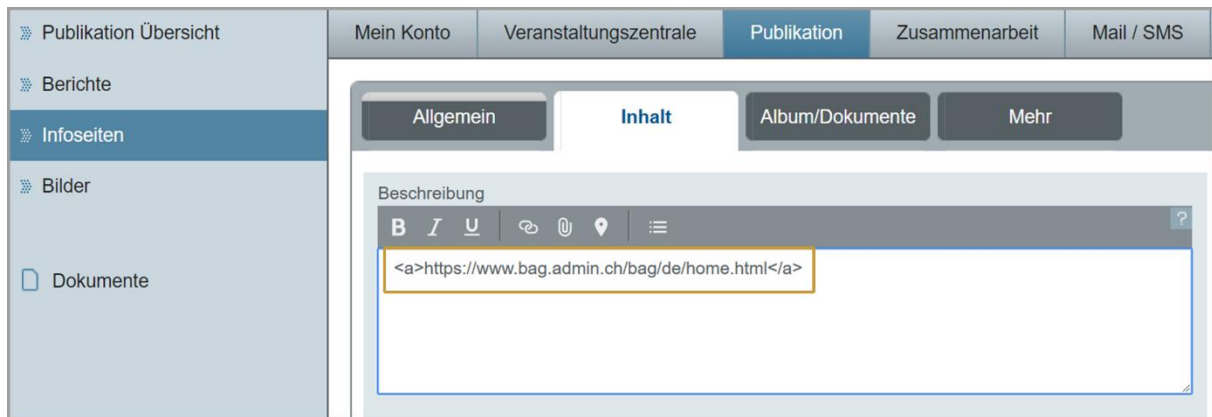 Publikation Übersicht
Berichte
Infoseiten
Bilder
Dokumente
Mein Konto Veranstaltungszentrale Publikation Zusammenarbeit Mail / SMS
Allgemein Inhalt Album/Dokumente Mehr
Beschreibung
B I U ?
<a>https://www.bag.admin.ch/bag/de/home.html</a>